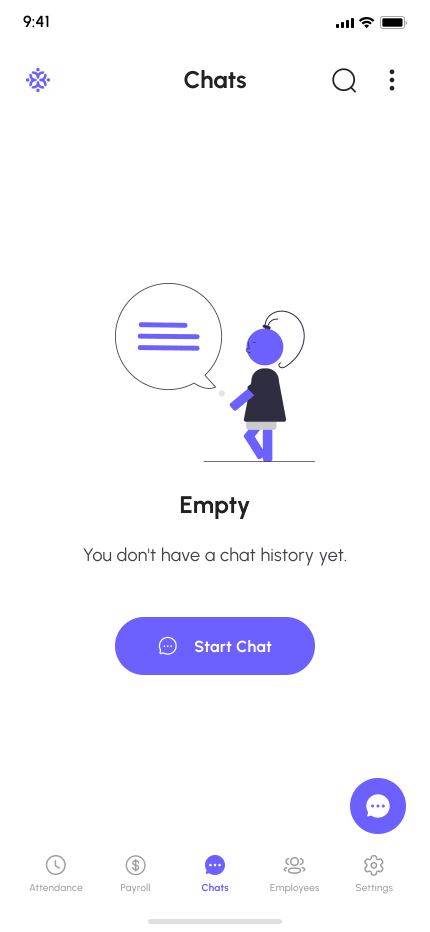 9:41
Chats
Empty
You don't have a chat history yet.
Start Chat
Attendance
Payroll
Chats
Employees
Settings